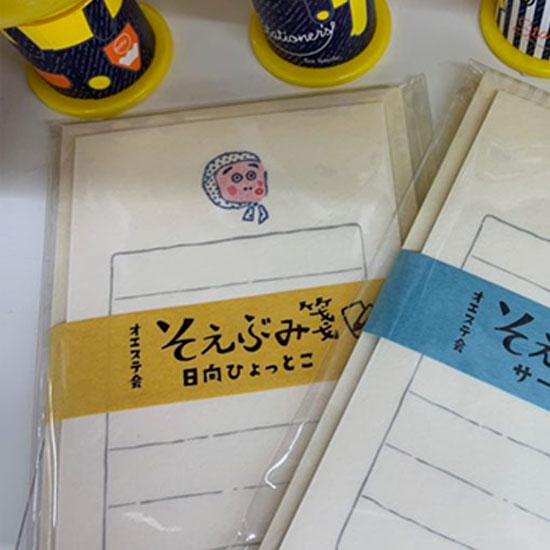 Stationers!
オエステ会
そえぶみ箋
日向ひょっとこ
オエステ会
そえ
サー